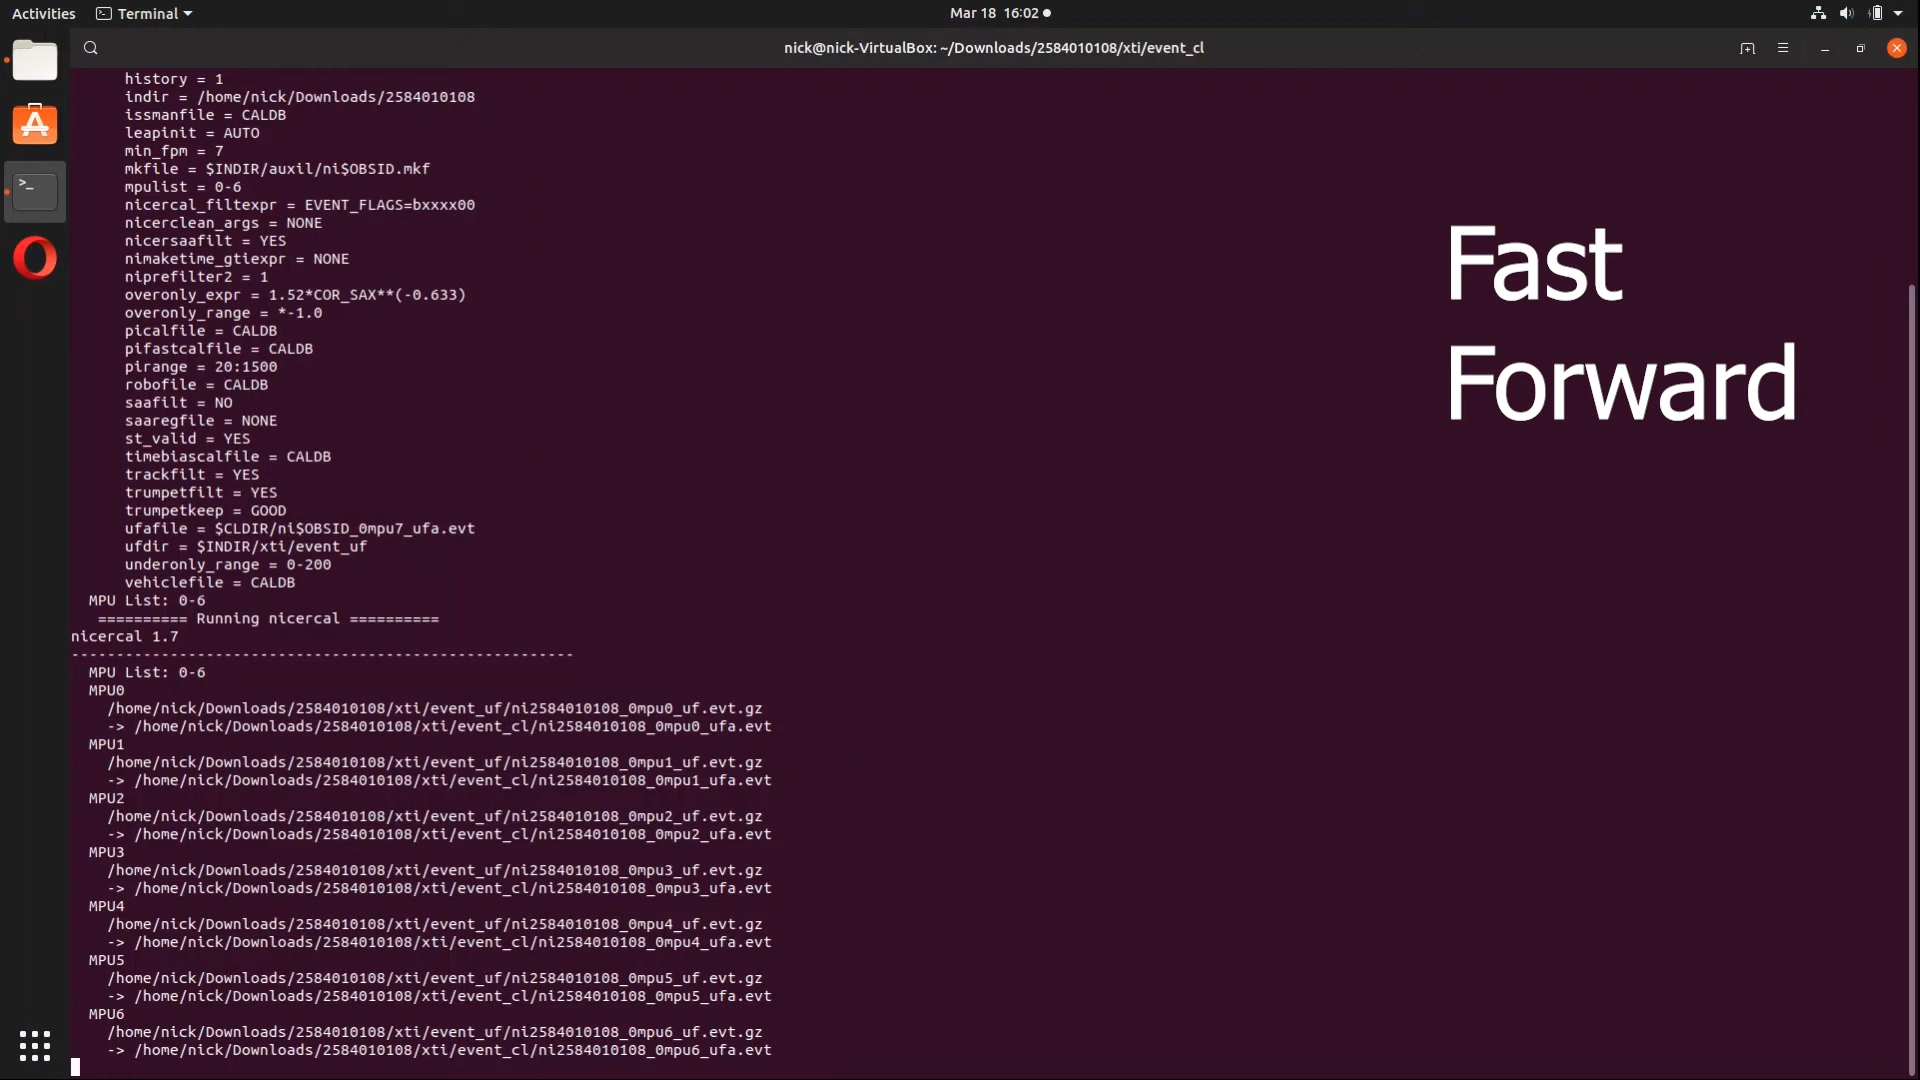 Activities Terminal Mar 18 16:02
nick@nick-VirtualBox: ~/Downloads/2584010108/xti/event_cl
history = 1
indir = /home/nick/Downloads/2584010108
issmanfile = CALDB
leapinit = AUTO
min_fpm = 7
mkfile = $INDIR/auxil/ni$OBSID.mkf
mpulist = 0-6
nicercal_filtexpr = EVENT_FLAGS=bxxxx00
nicerclean_args = NONE
nicersaafilt = YES
nimaketime_gtiexpr = NONE
niprefilter2 = 1
overonly_expr = 1.52*COR_SAX**(-0.633)
overonly_range = *-1.0
picalfile = CALDB
pifastcalfile = CALDB
pirange = 20:1500
robofile = CALDB
saafilt = NO
saaregfile = NONE
st_valid = YES
timebiascalfile = CALDB
trackfilt = YES
trumpetfilt = YES
trumpetkeep = GOOD
ufafile = $CLDIR/ni$OBSID_0mpu7_ufa.evt
ufdir = $INDIR/xti/event_uf
underonly_range = 0-200
vehiclefile = CALDB
MPU List: 0-6
========== Running nicercal ==========
nicercal 1.7
--------------------------------------------------------
MPU List: 0-6
MPU0
/home/nick/Downloads/2584010108/xti/event_uf/ni2584010108_0mpu0_uf.evt.gz
-> /home/nick/Downloads/2584010108/xti/event_cl/ni2584010108_0mpu0_ufa.evt
MPU1
/home/nick/Downloads/2584010108/xti/event_uf/ni2584010108_0mpu1_uf.evt.gz
-> /home/nick/Downloads/2584010108/xti/event_cl/ni2584010108_0mpu1_ufa.evt
MPU2
/home/nick/Downloads/2584010108/xti/event_uf/ni2584010108_0mpu2_uf.evt.gz
-> /home/nick/Downloads/2584010108/xti/event_cl/ni2584010108_0mpu2_ufa.evt
MPU3
/home/nick/Downloads/2584010108/xti/event_uf/ni2584010108_0mpu3_uf.evt.gz
-> /home/nick/Downloads/2584010108/xti/event_cl/ni2584010108_0mpu3_ufa.evt
MPU4
/home/nick/Downloads/2584010108/xti/event_uf/ni2584010108_0mpu4_uf.evt.gz
-> /home/nick/Downloads/2584010108/xti/event_cl/ni2584010108_0mpu4_ufa.evt
MPU5
/home/nick/Downloads/2584010108/xti/event_uf/ni2584010108_0mpu5_uf.evt.gz
-> /home/nick/Downloads/2584010108/xti/event_cl/ni2584010108_0mpu5_ufa.evt
MPU6
/home/nick/Downloads/2584010108/xti/event_uf/ni2584010108_0mpu6_uf.evt.gz
-> /home/nick/Downloads/2584010108/xti/event_cl/ni2584010108_0mpu6_ufa.evt
Fast
Forward